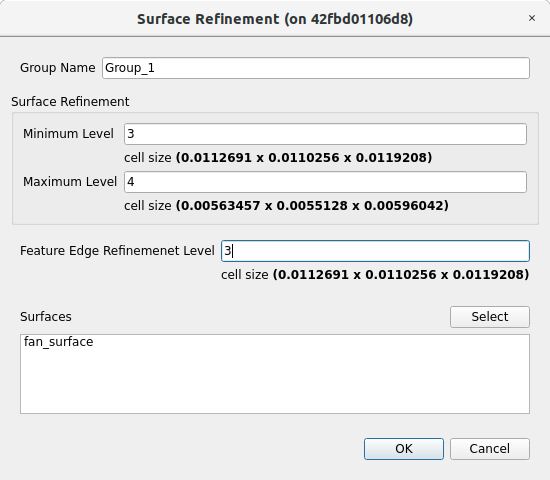 Surface Refinement (on 42fbd01106d8) ×
Group Name Group_1
Surface Refinement
Minimum Level 3
cell size (0.0112691 x 0.0110256 x 0.0119208)
Maximum Level 4
cell size (0.00563457 x 0.0055128 x 0.00596042)
Feature Edge Refinemenet Level 3
cell size (0.0112691 x 0.0110256 x 0.0119208)
Surfaces Select
fan_surface
OK Cancel